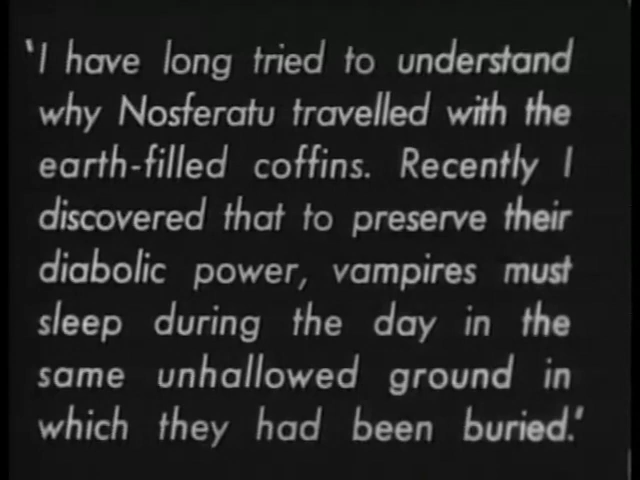 'I have long tried to understand
why Nosferatu travelled with the
earth-filled coffins. Recently I
discovered that to preserve their
diabolic power, vampires must
sleep during the day in the
same unhallowed ground in
which they had been buried.'